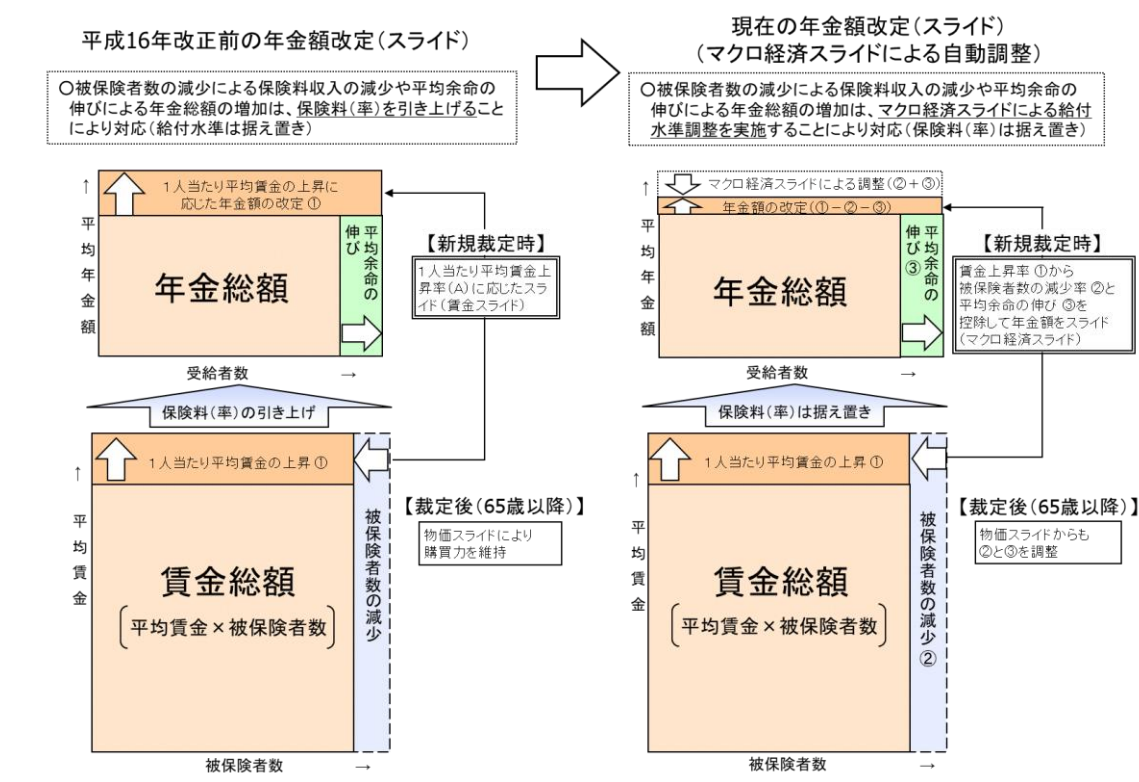 平成16年改正前の年金額改定(スライド)
○被保険者数の減少による保険料収入の減少や平均余命の
伸びによる年金総額の増加は、保険料(率)を引き上げること
により対応(給付水準は据え置き)
1人当たり平均賃金の上昇に
応じた年金額の改定 ①
↑
平均年金額
年金総額
平均余命の
伸び
受給者数 →
【新規裁定時】
1人当たり平均賃金上
昇率(A)に応じたスラ
イド(賃金スライド)
保険料(率)の引き上げ
1人当たり平均賃金の上昇 ①
↑
平均賃金
賃金総額
平均賃金×被保険者数
被保険者数の減少
被保険者数 →
【裁定後(65歳以降)】
物価スライドにより
購買力を維持
現在の年金額改定(スライド)
(マクロ経済スライドによる自動調整)
○被保険者数の減少による保険料収入の減少や平均余命の
伸びによる年金総額の増加は、マクロ経済スライドによる給付
水準調整を実施することにより対応(保険料(率)は据え置き)
マクロ経済スライドによる調整(②+③)
年金額の改定(①-②-③)
↑
平均年金額
年金総額
平均余命の
伸び③
受給者数 →
【新規裁定時】
賃金上昇率 ①から
被保険者数の減少率 ②と
平均余命の伸び ③を
控除して年金額をスライド
(マクロ経済スライド)
保険料(率)は据え置き
1人当たり平均賃金の上昇 ①
↑
平均賃金
賃金総額
平均賃金×被保険者数
被保険者数の減少②
被保険者数 →
【裁定後(65歳以降)】
物価スライドからも
②と③を調整